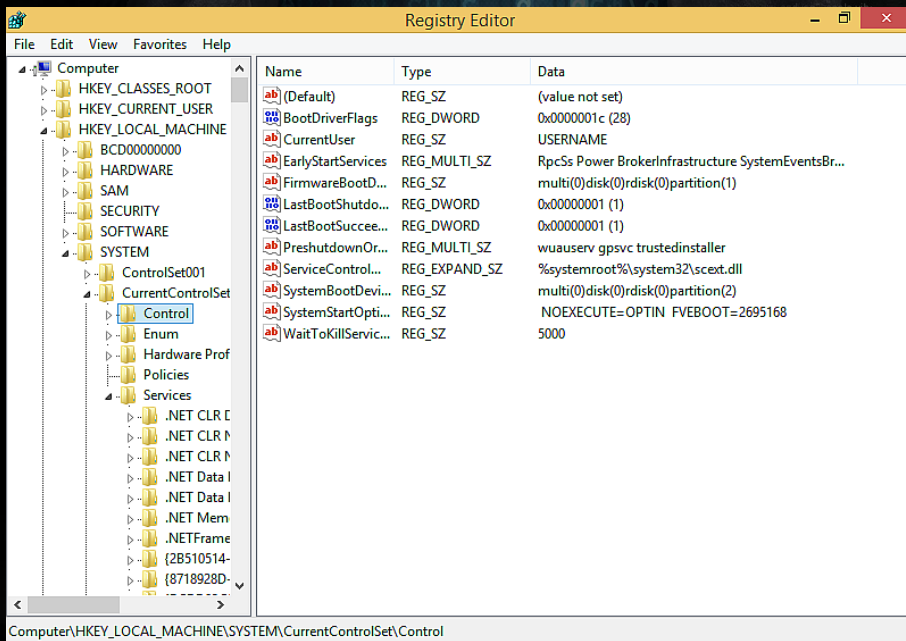 Registry Editor
File Edit View Favorites Help
Computer
HKEY_CLASSES_ROOT
HKEY_CURRENT_USER
HKEY_LOCAL_MACHINE
BCD00000000
HARDWARE
SAM
SECURITY
SOFTWARE
SYSTEM
ControlSet001
CurrentControlSet
Control
Enum
Hardware Prof
Policies
Services
.NET CLR D
.NET CLR N
.NET CLR N
.NET Data
.NET Data
.NET Mem
.NETFrame
{2B510514-
{8718928D-
Name Type Data
(Default) REG_SZ (value not set)
BootDriverFlags REG_DWORD 0x0000001c (28)
CurrentUser REG_SZ USERNAME
EarlyStartServices REG_MULTI_SZ RpcSs Power BrokerInfrastructure SystemEventsBr...
FirmwareBootD... REG_SZ multi(0)disk(0)rdisk(0)partition(1)
LastBootShutdo... REG_DWORD 0x00000001 (1)
LastBootSuccee... REG_DWORD 0x00000001 (1)
PreshutdownOr... REG_MULTI_SZ wuauserv gpsvc trustedinstaller
ServiceControl... REG_EXPAND_SZ %systemroot%\system32\scext.dll
SystemBootDevi... REG_SZ multi(0)disk(0)rdisk(0)partition(2)
SystemStartOpti... REG_SZ NOEXECUTE=OPTIN FVEBOOT=2695168
WaitToKillServic... REG_SZ 5000
Computer\HKEY_LOCAL_MACHINE\SYSTEM\CurrentControlSet\Control